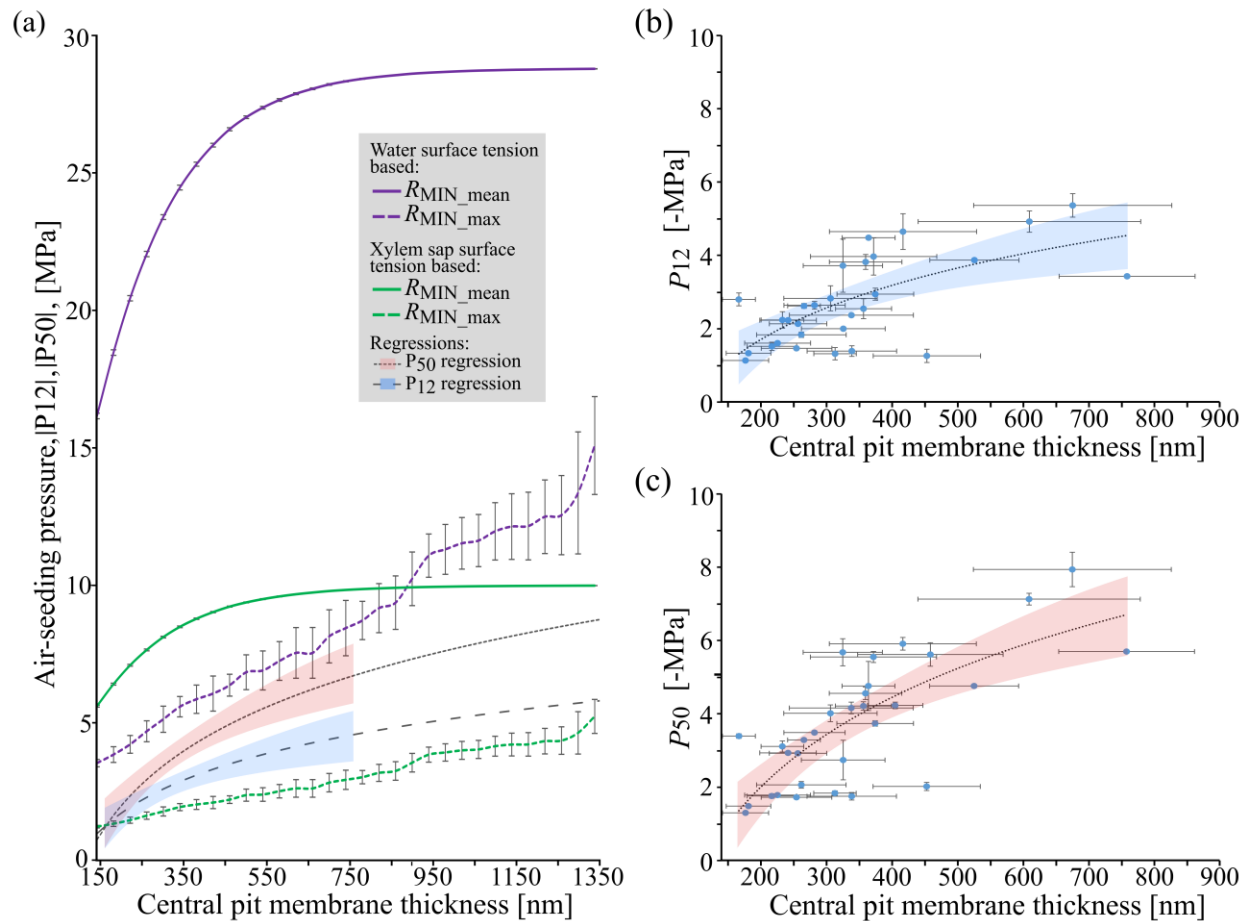 (a)
30
25
20
15
10
5
0
Air-seeding pressure,|P12|,|P50|, [MPa]
Water surface tension
based:
RMIN_mean
RMIN_max
Xylem sap surface
tension based:
RMIN_mean
RMIN_max
Regressions:
P50 regression
P12 regression
150 350 550 750 950 1150 1350
Central pit membrane thickness [nm]
(b)
10
8
6
4
2
0
P12 [-MPa]
200 300 400 500 600 700 800 900
Central pit membrane thickness [nm]
(c)
10
8
6
4
2
0
P50 [-MPa]
200 300 400 500 600 700 800 900
Central pit membrane thickness [nm]